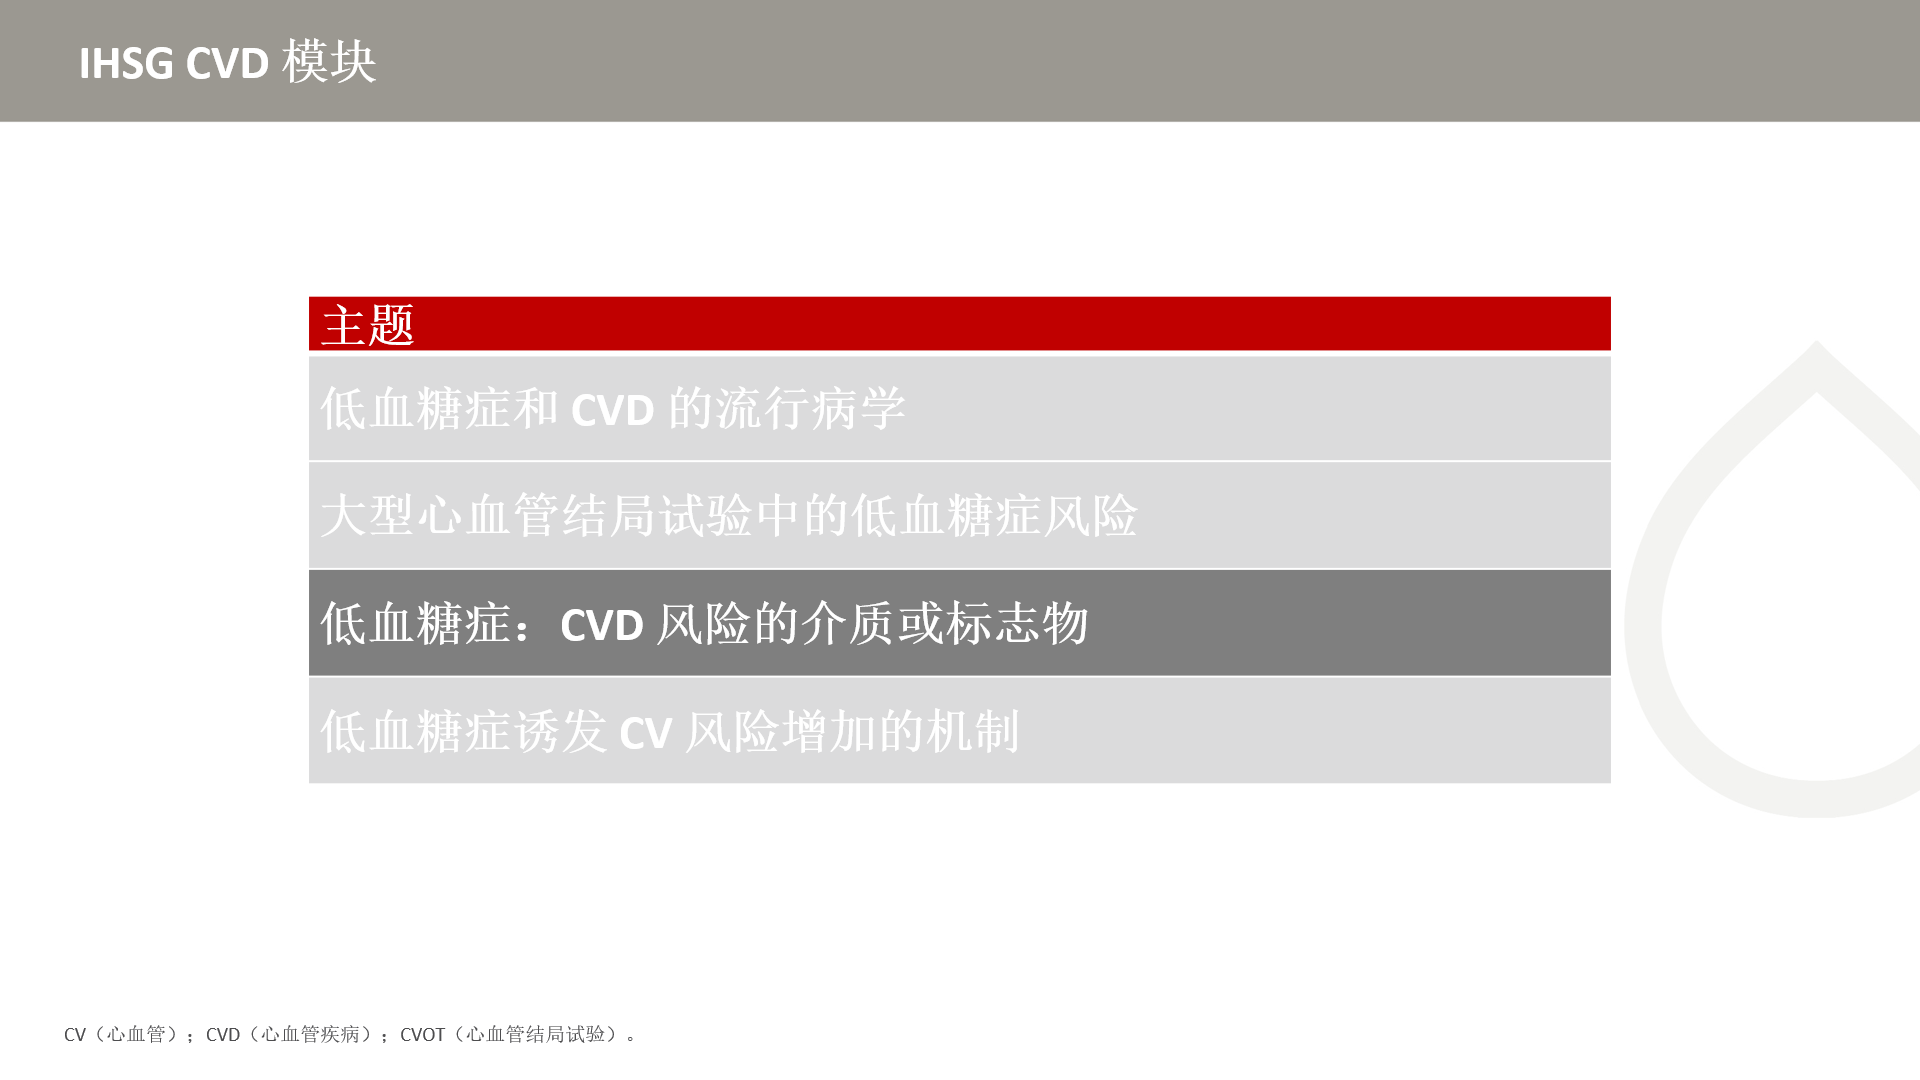 IHSG CVD 模块
主题
低血糖症和 CVD 的流行病学
大型心血管结局试验中的低血糖症风险
低血糖症：CVD 风险的介质或标志物
低血糖症诱发 CV 风险增加的机制
CV（心血管）；CVD（心血管疾病）；CVOT（心血管结局试验）。